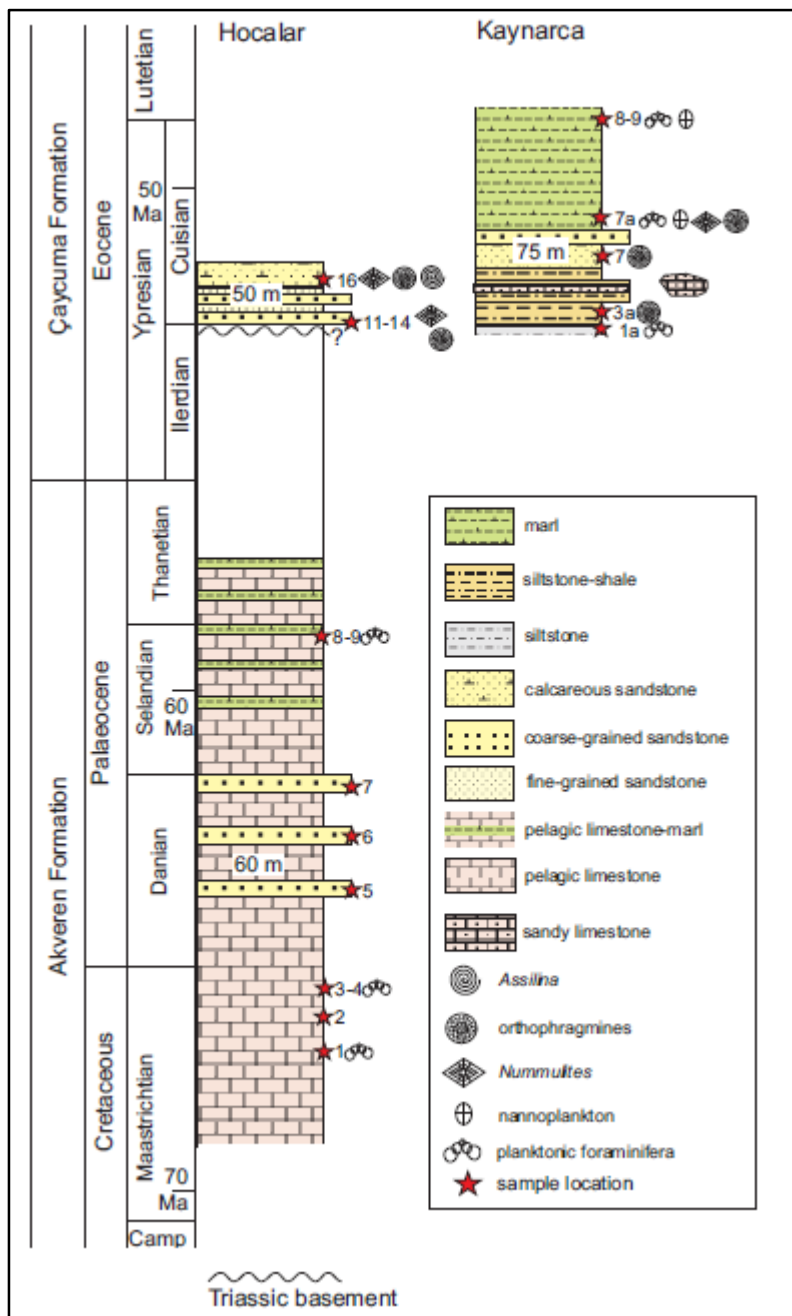 Hocalar
Kaynarca
Çaycuma Formation
Akveren Formation
Eocene
Palaeocene
Cretaceous
Lutetian
Ypresian
50
Ma
Cuisian
Ilerdian
Thanetian
Selandian
60
Ma
Danian
Maastrichtian
70
Ma
Camp
16
50 m
11-14
?
8-9
7
6
60 m
5
3-4
2
1
8-9
7a
75 m
7
3a
1a
marl
siltstone-shale
siltstone
calcareous sandstone
coarse-grained sandstone
fine-grained sandstone
pelagic limestone-marl
pelagic limestone
sandy limestone
Assilina
orthophragmines
Nummulites
nannoplankton
planktonic foraminifera
sample location
Triassic basement